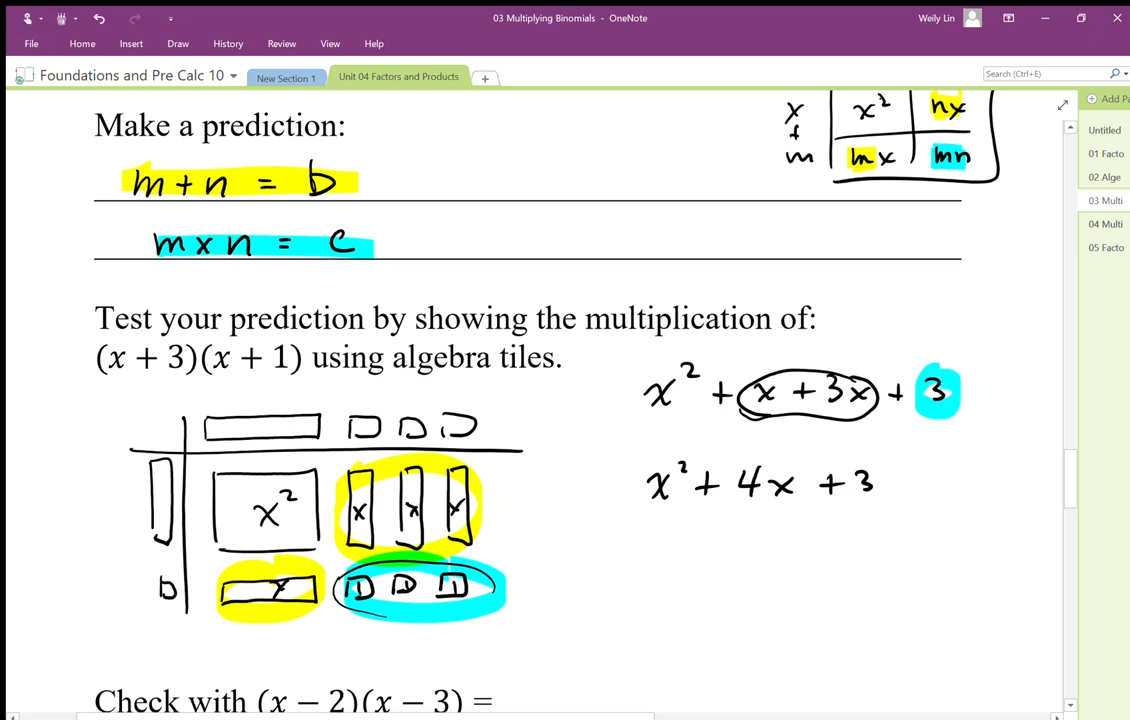 03 Multiplying Binomials - OneNote
Weily Lin
File Home Insert Draw History Review View Help
Foundations and Pre Calc 10
New Section 1
Unit 04 Factors and Products
+
Search (Ctrl+E)
Add Pa
Untitled
01 Facto
02 Alge
03 Multi
04 Multi
05 Facto
x x² nx
+
m mx mn
Make a prediction:
m + n = b
m x n = c
Test your prediction by showing the multiplication of:
(x + 3)(x + 1) using algebra tiles.
x² + x + 3x + 3
x² + 4x + 3
x² x x x
x 1 1 1
Check with (x − 2)(x − 3) =